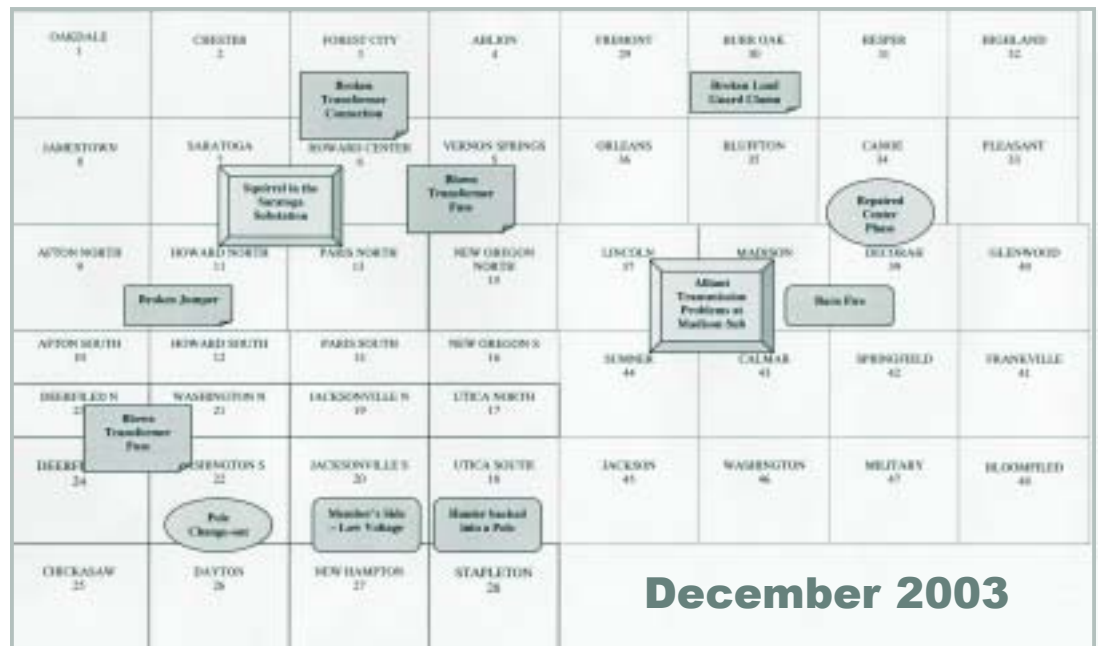 OAKDALE
1
CHESTER
2
FOREST CITY
3
ABLION
4
FREMONT
29
BURR OAK
30
HESPER
31
HIGHLAND
32
Broken
Transformer
Connection
Broken Load
Guard Clamp
JAMESTOWN
8
SARATOGA
7
HOWARD CENTER
6
VERNON SPRINGS
5
ORLEANS
36
BLUFFTON
35
CANOE
34
PLEASANT
33
Squirrel in the
Saratoga
Substation
Blown
Transformer
Fuse
Repaired
Center
Phase
AFTON NORTH
9
HOWARD NORTH
11
PARIS NORTH
13
NEW OREGON
NORTH
15
LINCOLN
37
MADISON
DECORAH
39
GLENWOOD
40
Broken Jumper
Alliant
Transmission
Problems at
Madison Sub
Barn Fire
AFTON SOUTH
10
HOWARD SOUTH
12
PARIS SOUTH
NEW OREGON S
16
SUMNER
44
CALMAR
43
SPRINGFIELD
42
FRANKVILLE
41
DEERFILED N
WASHINGTON N
21
JACKSONVILLE N
19
UTICA NORTH
17
Blown
Transformer
Fuse
24
WASHINGTON S
22
JACKSONVILLE S
20
UTICA SOUTH
18
JACKSON
45
WASHINGTON
46
MILITARY
47
BLOOMFILED
48
Pole
Change-out
Member's Side
- Low Voltage
Hunter backed
into a Pole
CHICKASAW
25
DAYTON
26
NEW HAMPTON
27
STAPLETON
28
December 2003